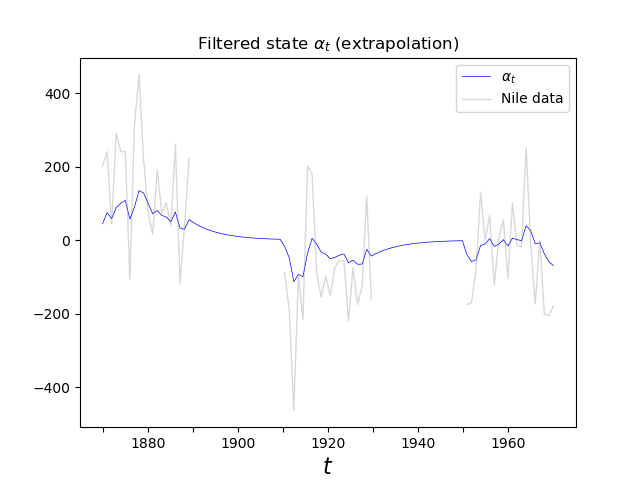 Filtered state αₜ (extrapolation)
αₜ
Nile data
400
200
0
−200
−400
1880 1900 1920 1940 1960
t